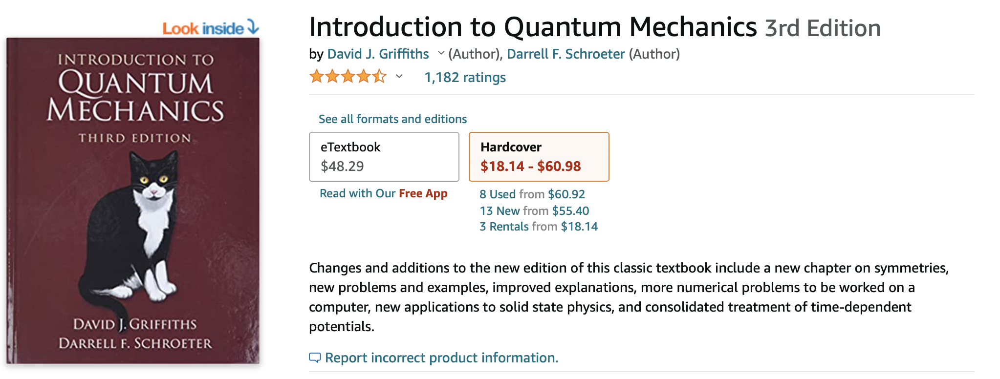 Look inside
INTRODUCTION TO
QUANTUM
MECHANICS
THIRD EDITION
DAVID J. GRIFFITHS
DARRELL F. SCHROETER
Introduction to Quantum Mechanics 3rd Edition
by David J. Griffiths (Author), Darrell F. Schroeter (Author)
1,182 ratings
See all formats and editions
eTextbook
$48.29
Read with Our Free App
Hardcover
$18.14 - $60.98
8 Used from $60.92
13 New from $55.40
3 Rentals from $18.14
Changes and additions to the new edition of this classic textbook include a new chapter on symmetries,
new problems and examples, improved explanations, more numerical problems to be worked on a
computer, new applications to solid state physics, and consolidated treatment of time-dependent
potentials.
Report incorrect product information.